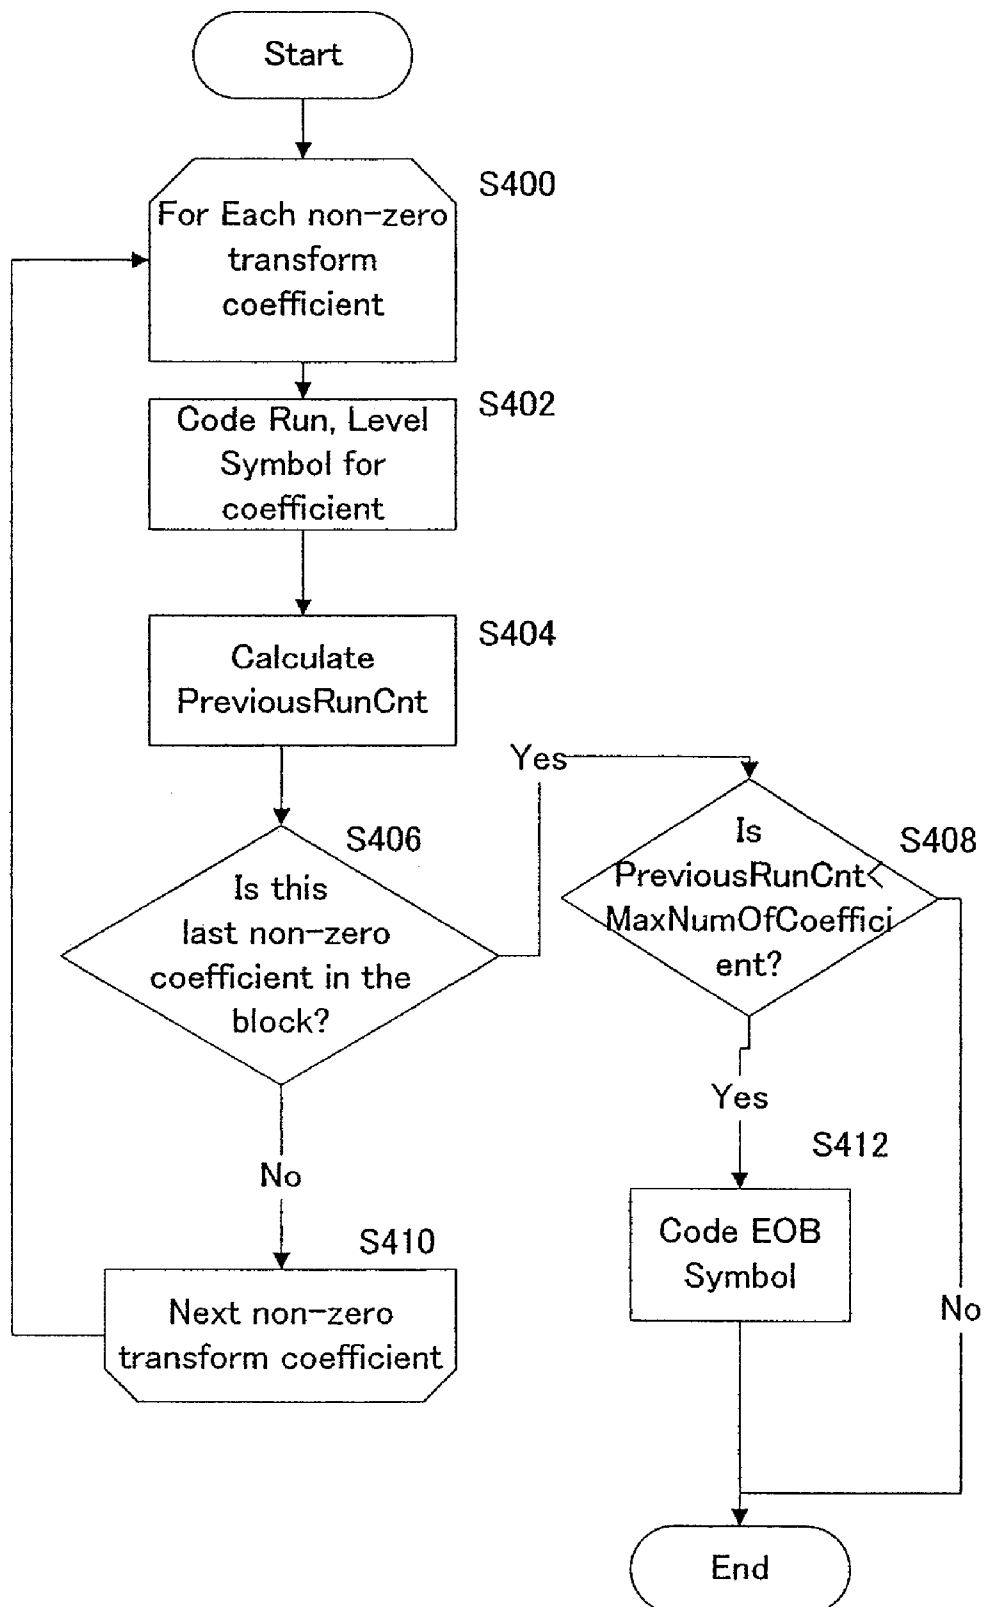 Start
S400
For Each non-zero
transform
coefficient
S402
Code Run, Level
Symbol for
coefficient
S404
Calculate
PreviousRunCnt
Yes
S406
Is this
last non-zero
coefficient in the
block?
S408
Is
PreviousRunCnt<
MaxNumOfCoeffici
ent?
Yes
No
S412
Code EOB
Symbol
S410
Next non-zero
transform coefficient
No
End